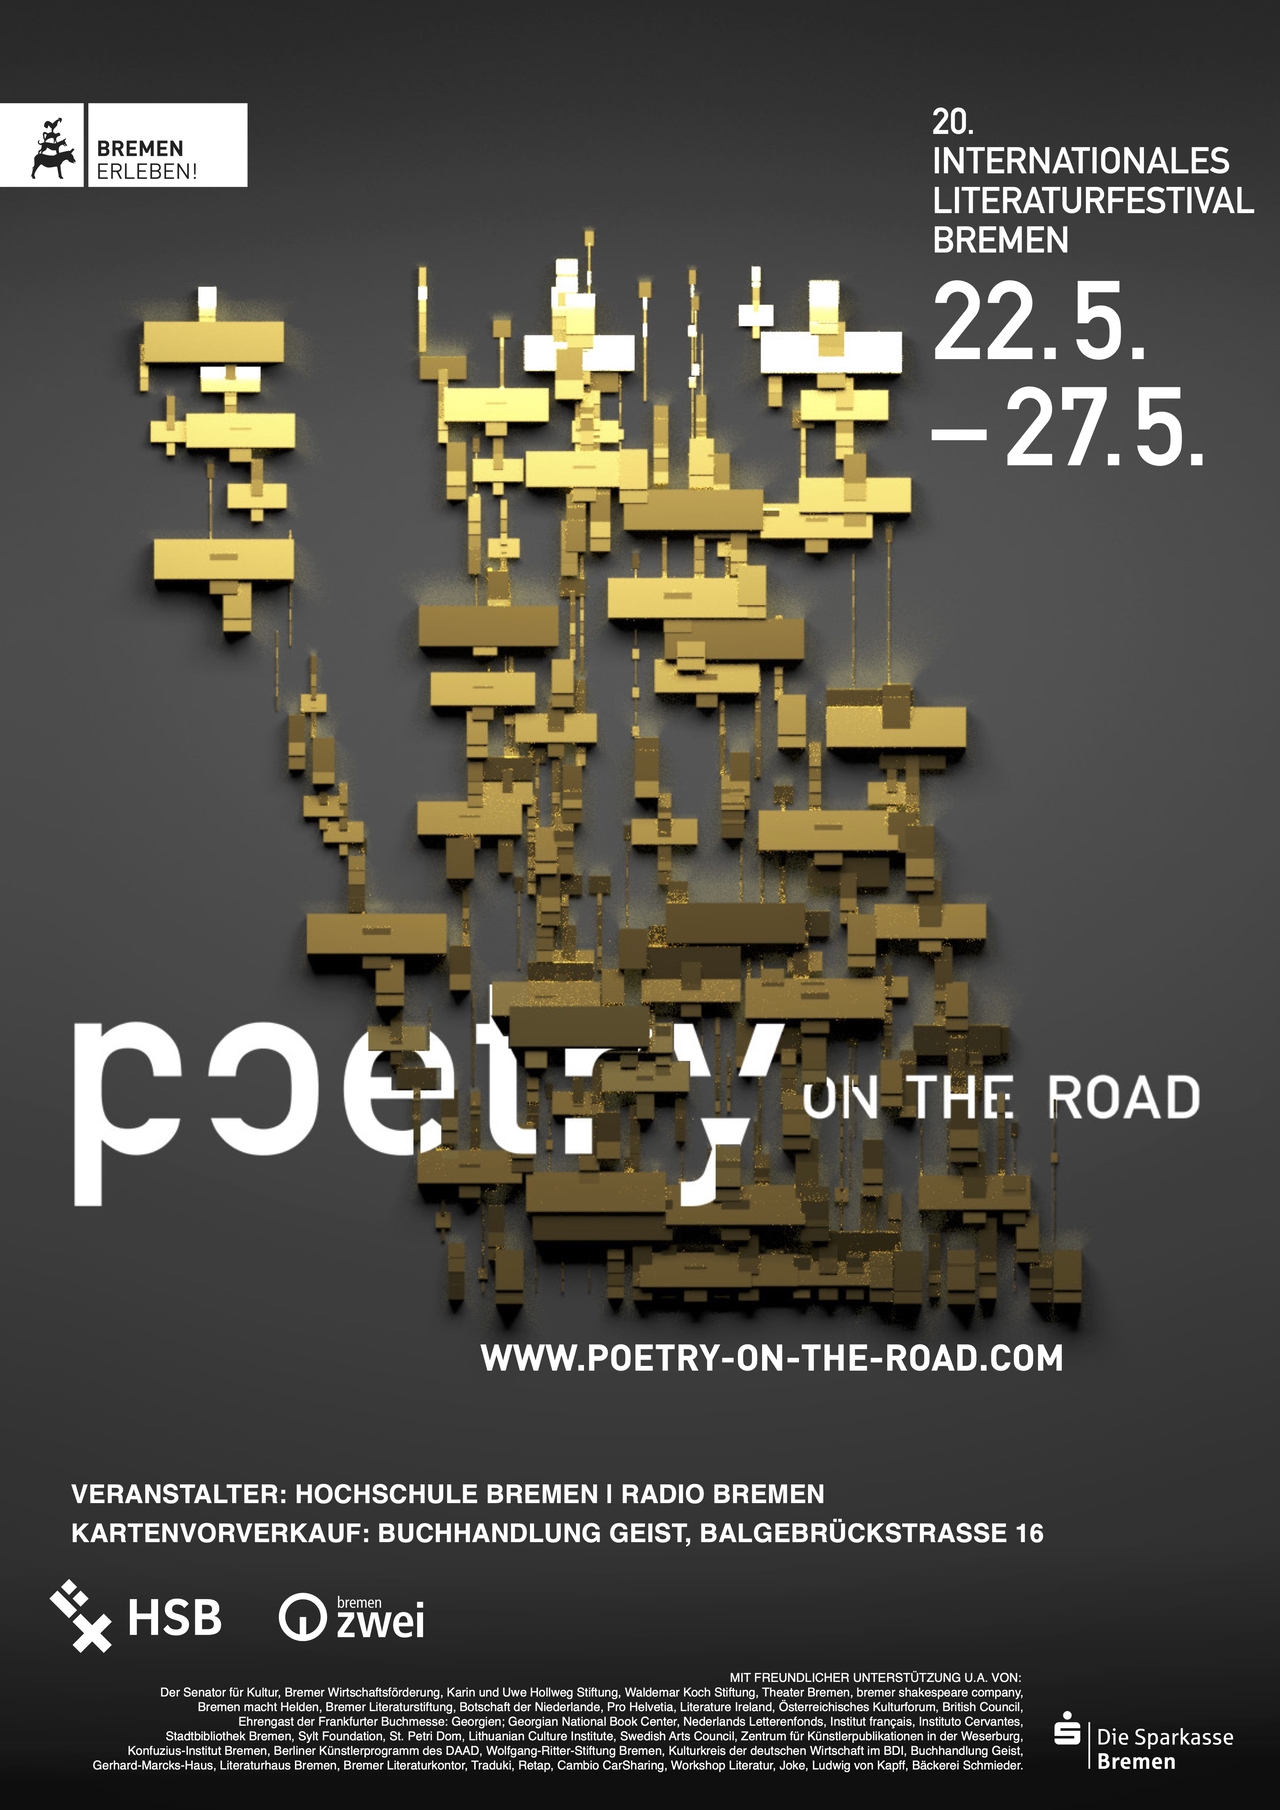 BREMEN
ERLEBEN!
20.
INTERNATIONALES
LITERATURFESTIVAL
BREMEN
22.5.
–27.5.
poetry ON THE ROAD
WWW.POETRY-ON-THE-ROAD.COM
VERANSTALTER: HOCHSCHULE BREMEN | RADIO BREMEN
KARTENVORVERKAUF: BUCHHANDLUNG GEIST, BALGEBRÜCKSTRASSE 16
HSB
bremen
zwei
MIT FREUNDLICHER UNTERSTÜTZUNG U.A. VON:
Der Senator für Kultur, Bremer Wirtschaftsförderung, Karin und Uwe Hollweg Stiftung, Waldemar Koch Stiftung, Theater Bremen, bremer shakespeare company,
Bremen macht Helden, Bremer Literaturstiftung, Botschaft der Niederlande, Pro Helvetia, Literature Ireland, Österreichisches Kulturforum, British Council,
Ehrengast der Frankfurter Buchmesse: Georgien; Georgian National Book Center, Nederlands Letterenfonds, Institut français, Instituto Cervantes,
Stadtbibliothek Bremen, Sylt Foundation, St. Petri Dom, Lithuanian Culture Institute, Swedish Arts Council, Zentrum für Künstlerpublikationen in der Weserburg,
Konfuzius-Institut Bremen, Berliner Künstlerprogramm des DAAD, Wolfgang-Ritter-Stiftung Bremen, Kulturkreis der deutschen Wirtschaft im BDI, Buchhandlung Geist,
Gerhard-Marcks-Haus, Literaturhaus Bremen, Bremer Literaturkontor, Traduki, Retap, Cambio CarSharing, Workshop Literatur, Joke, Ludwig von Kapff, Bäckerei Schmieder.
Die Sparkasse
Bremen